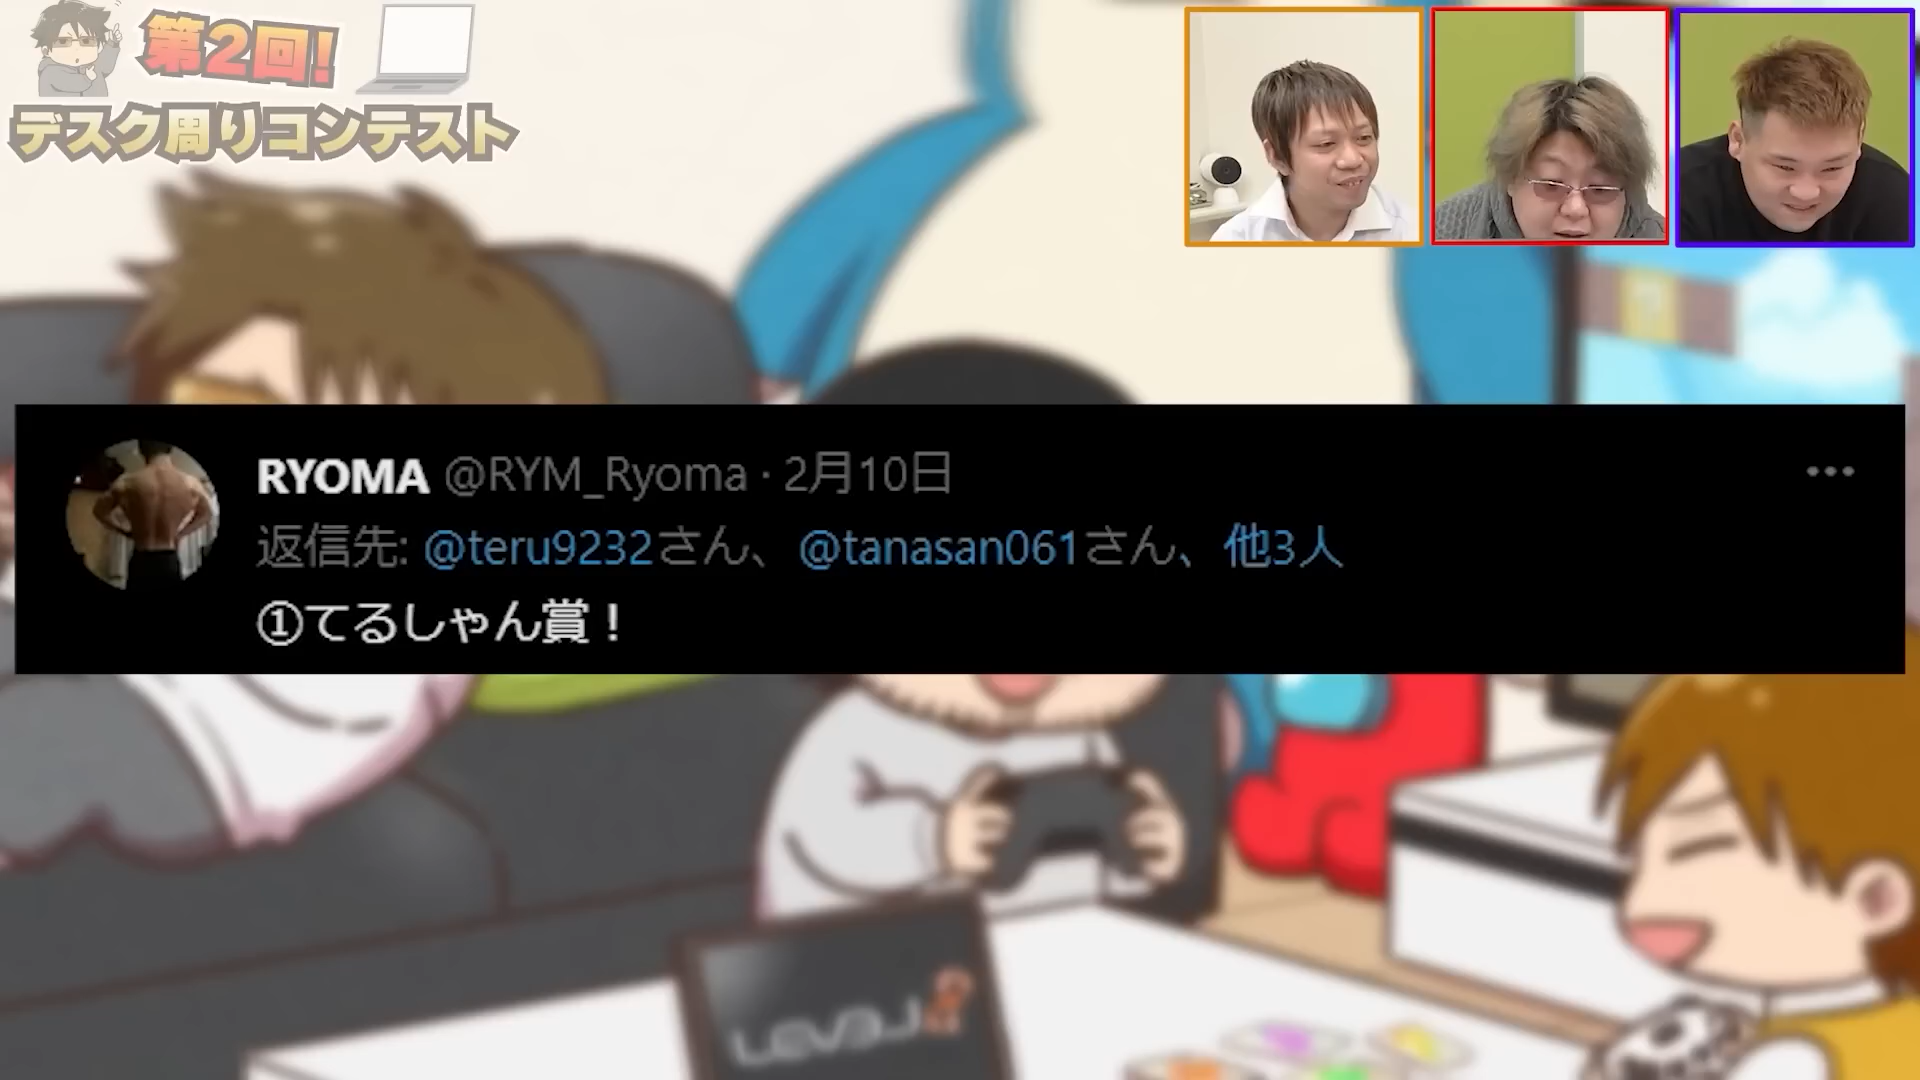 第2回!
デスク周りコンテスト
RYOMA @RYM_Ryoma · 2月10日
返信先: @teru9232さん、 @tanasan061さん、 他3人
①てるしゃん賞！
LEVEL∞